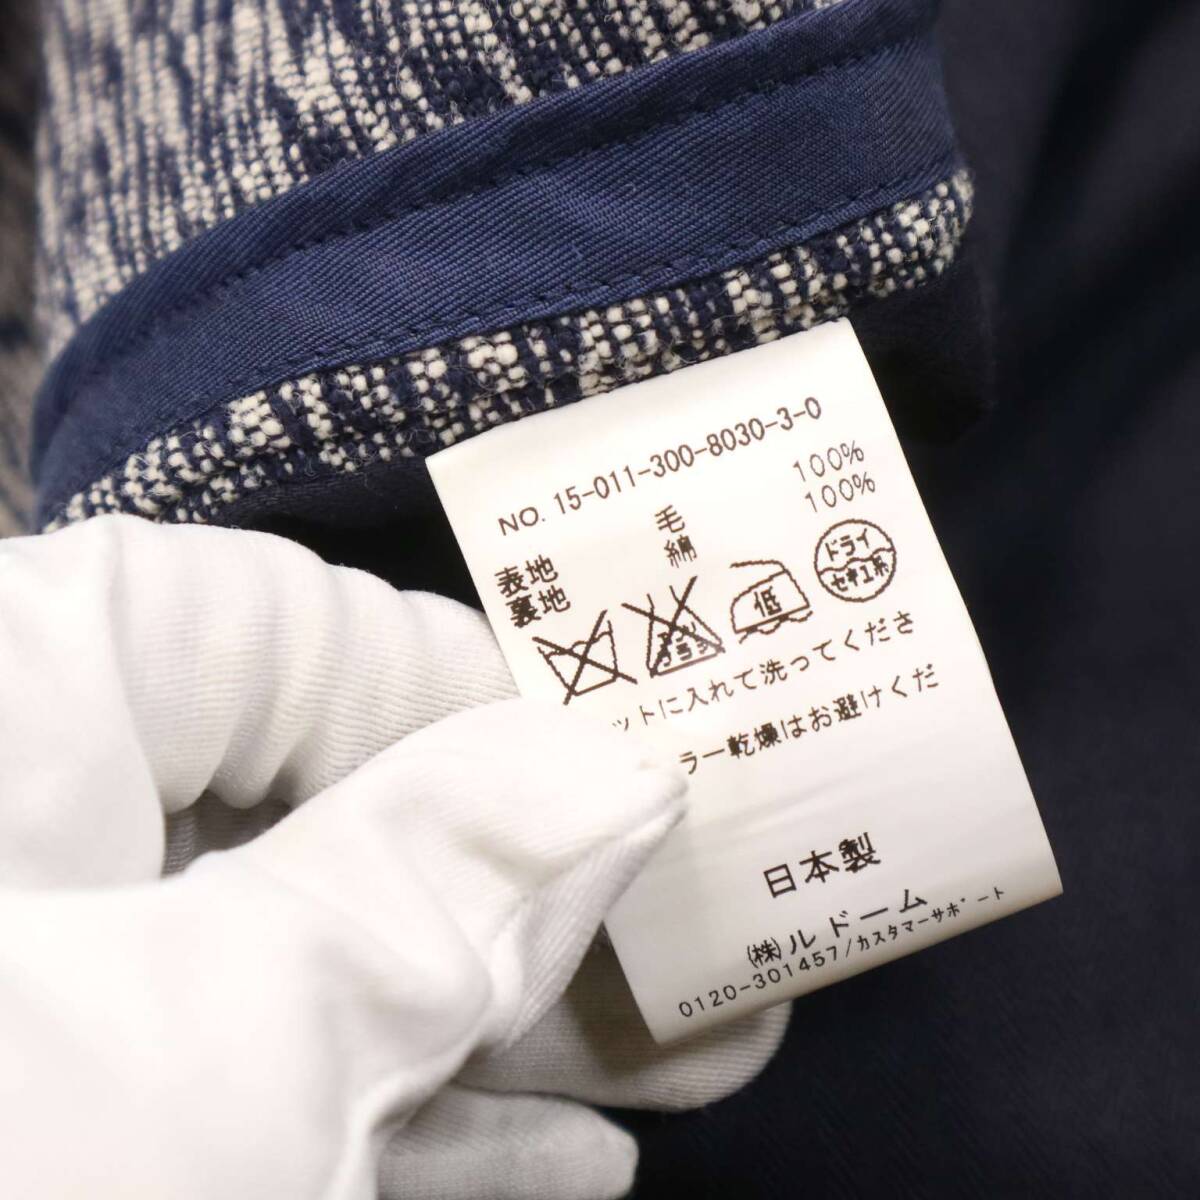 NO. 15-011-300-8030-3-0
表地 毛 100%
裏地 綿 100%
低
ドライ
セキユ系
ットに入れて洗ってくださ
ラー乾燥はお避けくだ
日本製
(株)ルドーム
0120-301457/カスタマーサポート